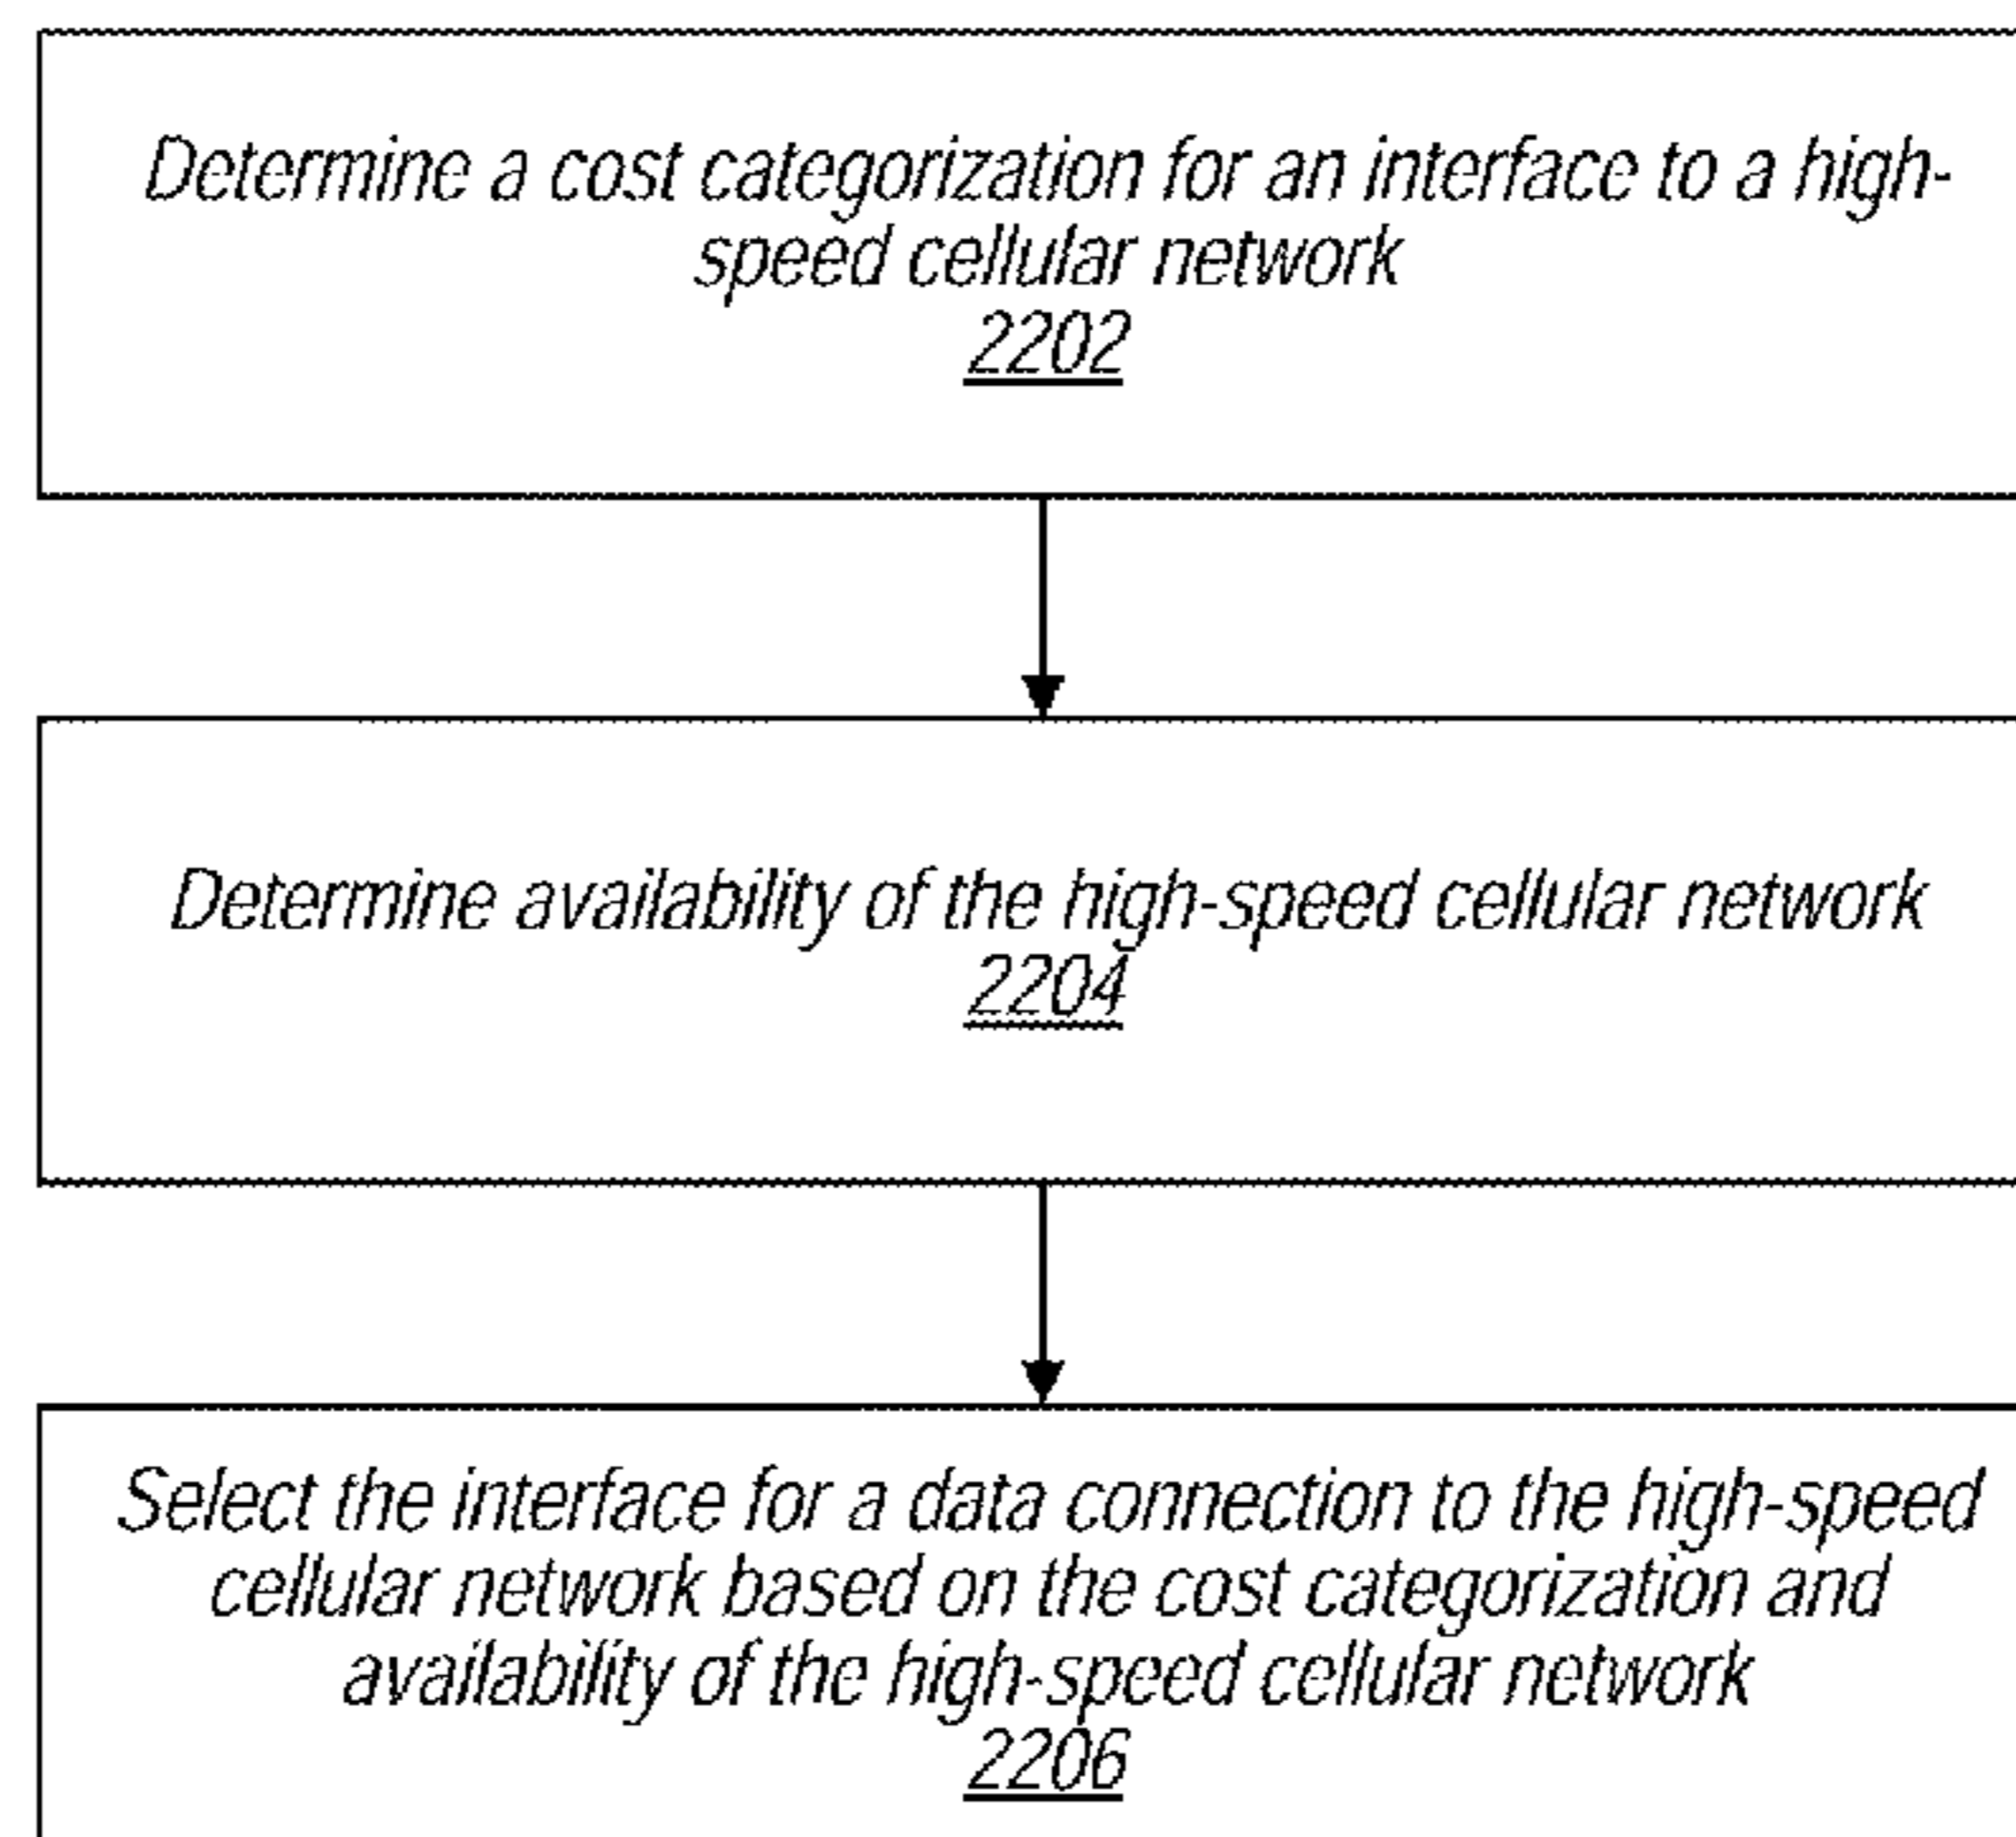 Determine a cost categorization for an interface to a high-
speed cellular network
2202
Determine availability of the high-speed cellular network
2204
Select the interface for a data connection to the high-speed
cellular network based on the cost categorization and
availability of the high-speed cellular network
2206